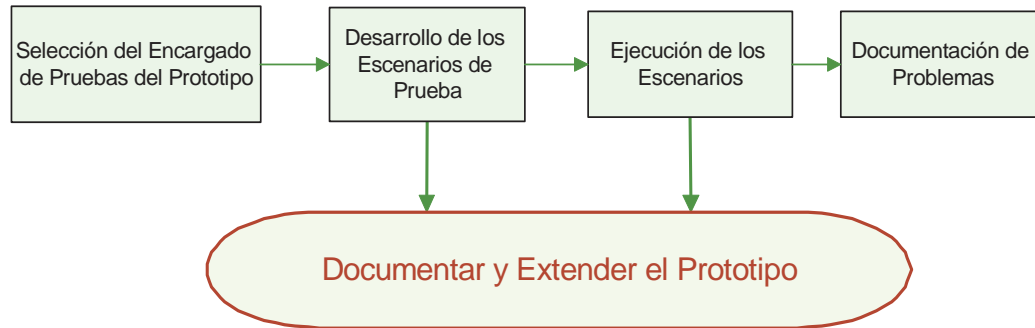 Selección del Encargado
de Pruebas del Prototipo
Desarrollo de los
Escenarios de
Prueba
Ejecución de los
Escenarios
Documentación de
Problemas
Documentar y Extender el Prototipo